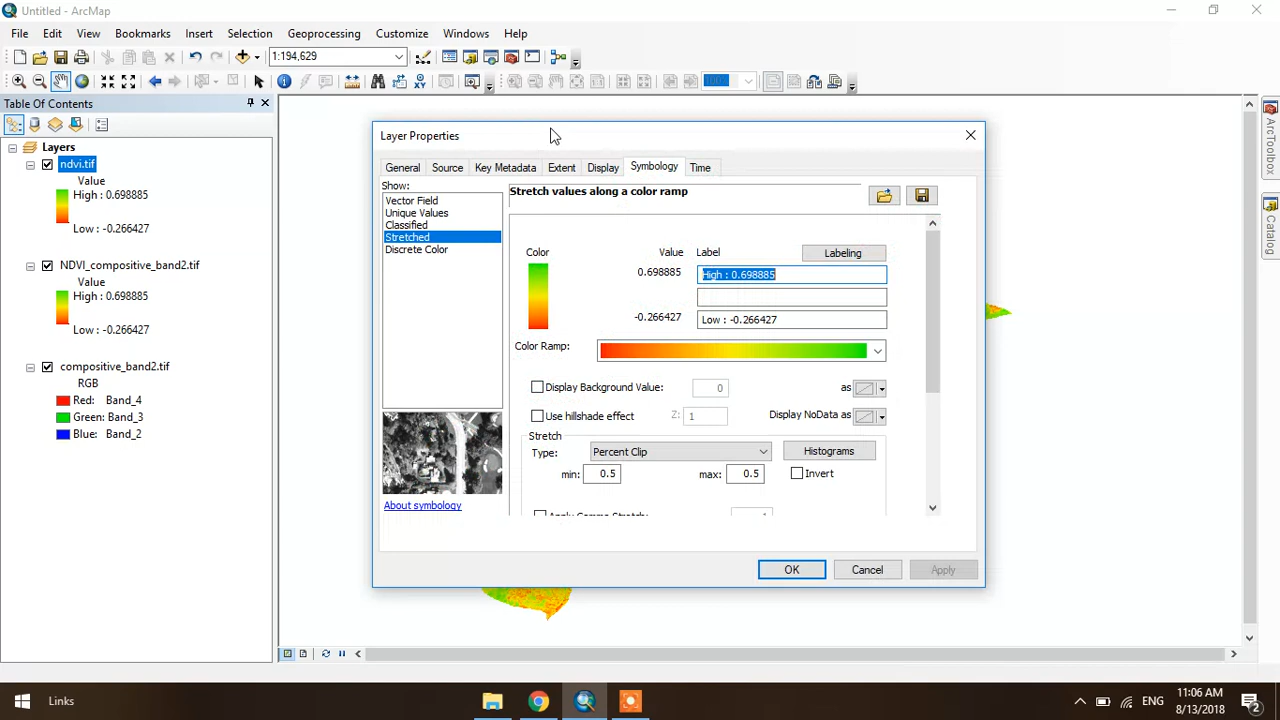 Untitled - ArcMap
File Edit View Bookmarks Insert Selection Geoprocessing Customize Windows Help
1:194,629
Table Of Contents
Layers
ndvi.tif
Value
High : 0.698885
Low : -0.266427
NDVI_compositive_band2.tif
Value
High : 0.698885
Low : -0.266427
compositive_band2.tif
RGB
Red: Band_4
Green: Band_3
Blue: Band_2
Layer Properties
General Source Key Metadata Extent Display Symbology Time
Show:
Vector Field
Unique Values
Classified
Stretched
Discrete Color
About symbology
Stretch values along a color ramp
Color Value Label Labeling
0.698885 High : 0.698885
-0.266427 Low : -0.266427
Color Ramp:
Display Background Value: 0 as
Use hillshade effect Z: 1 Display NoData as
Stretch
Type: Percent Clip Histograms
min: 0.5 max: 0.5 Invert
Apply Gamma Stretch:
OK Cancel Apply
ArcToolbox
Catalog
Links
ENG
11:06 AM
8/13/2018
2